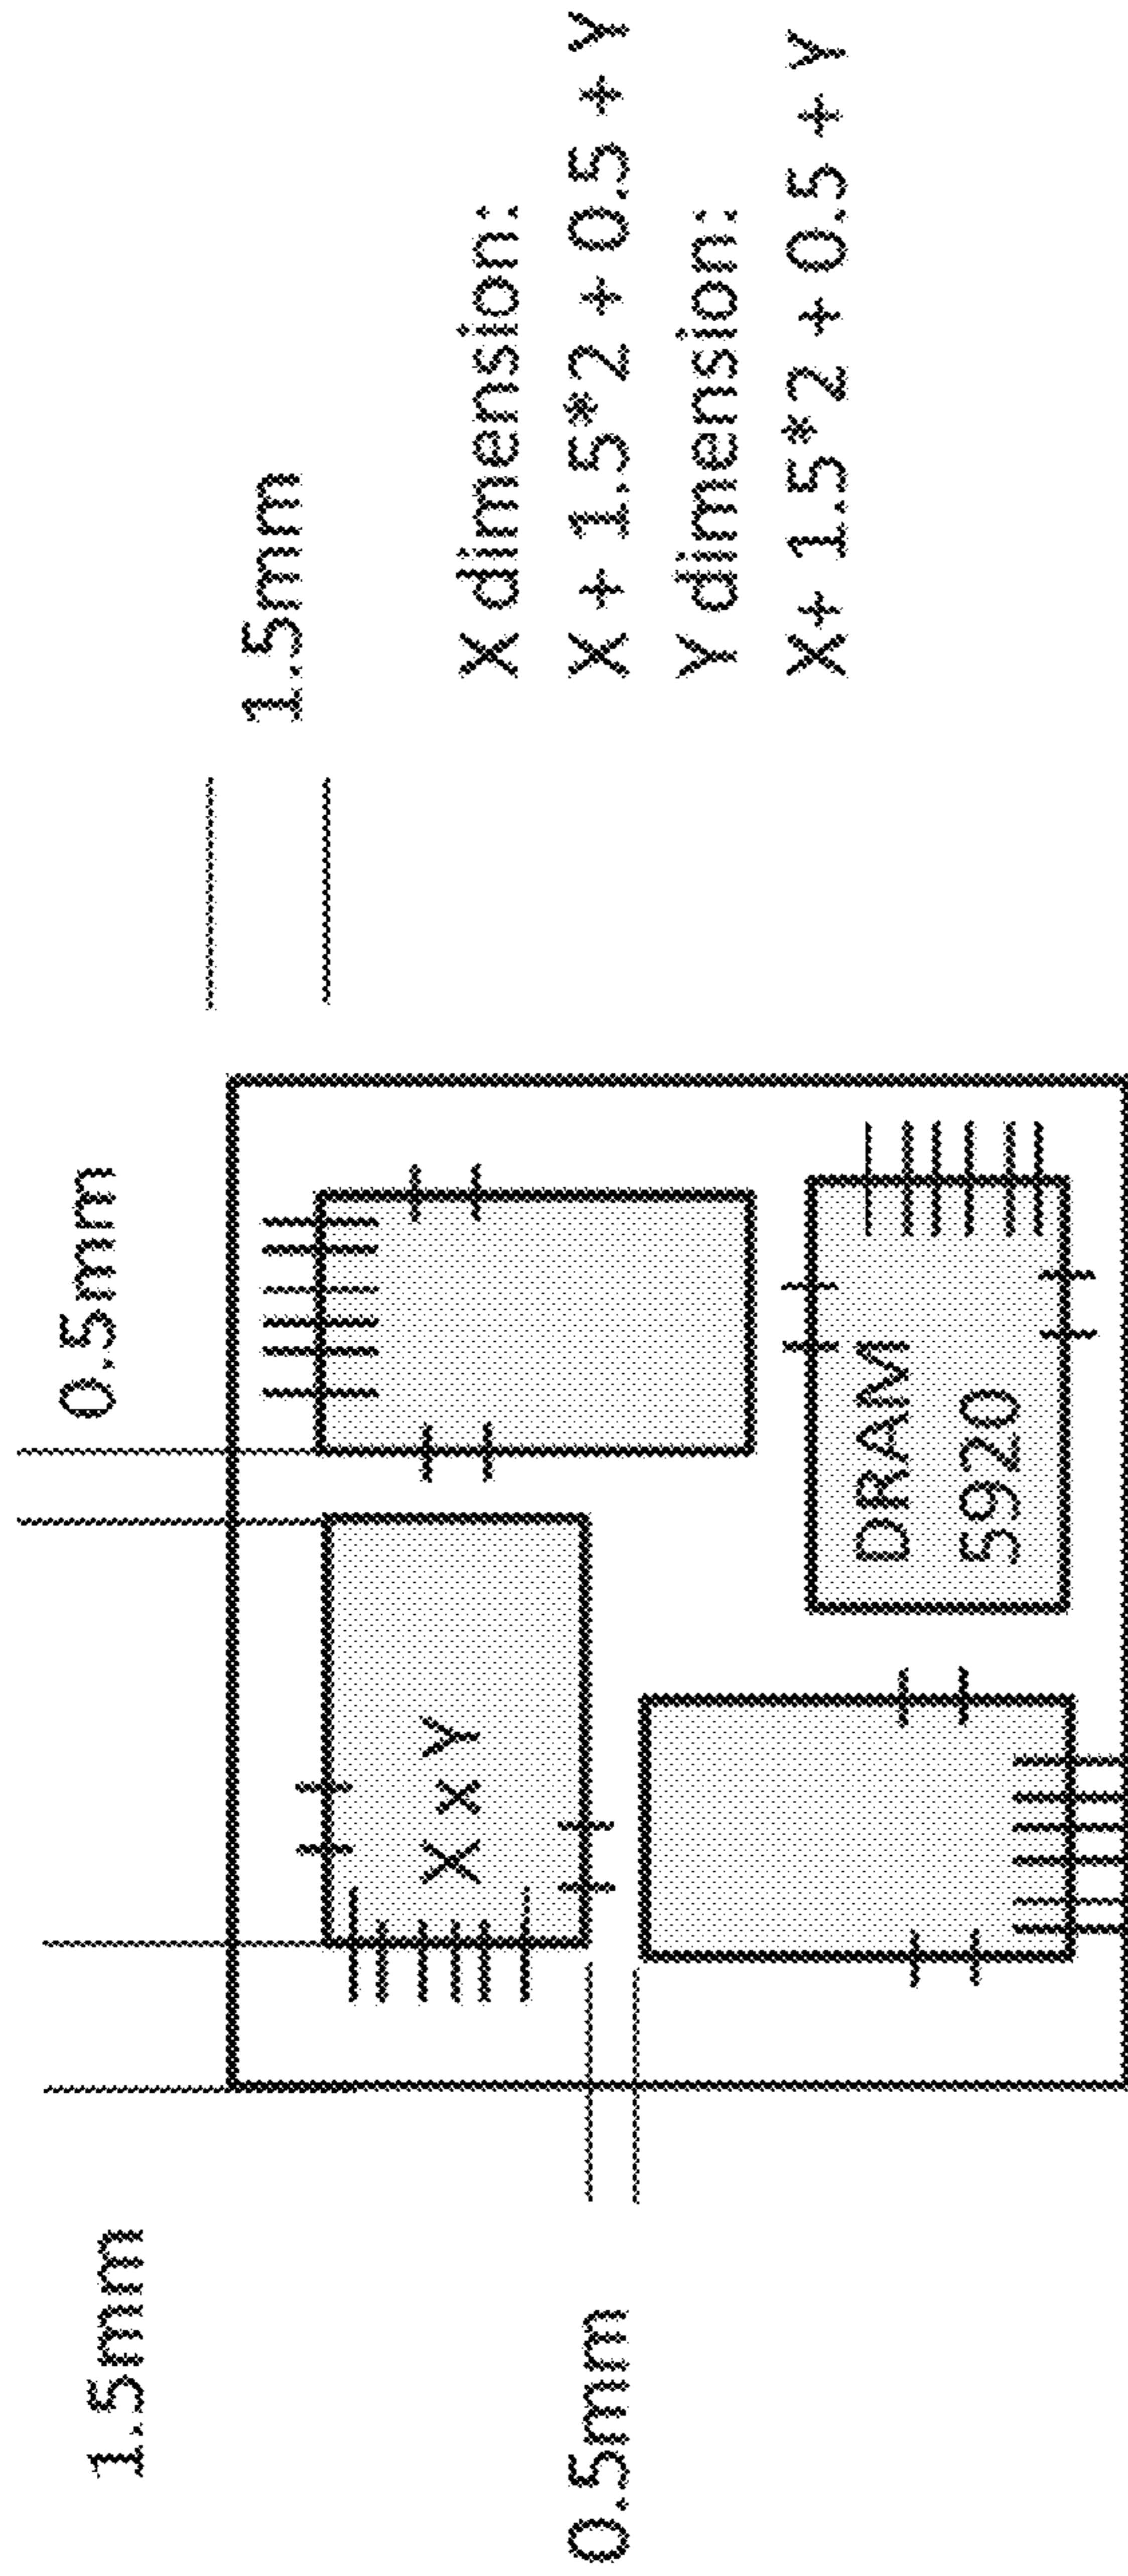 0.5mm
1.5mm
1.5mm
0.5mm
X x Y
DRAM
5920
X dimension:
X + 1.5*2 + 0.5 + Y
Y dimension:
X+ 1.5*2 + 0.5 + Y